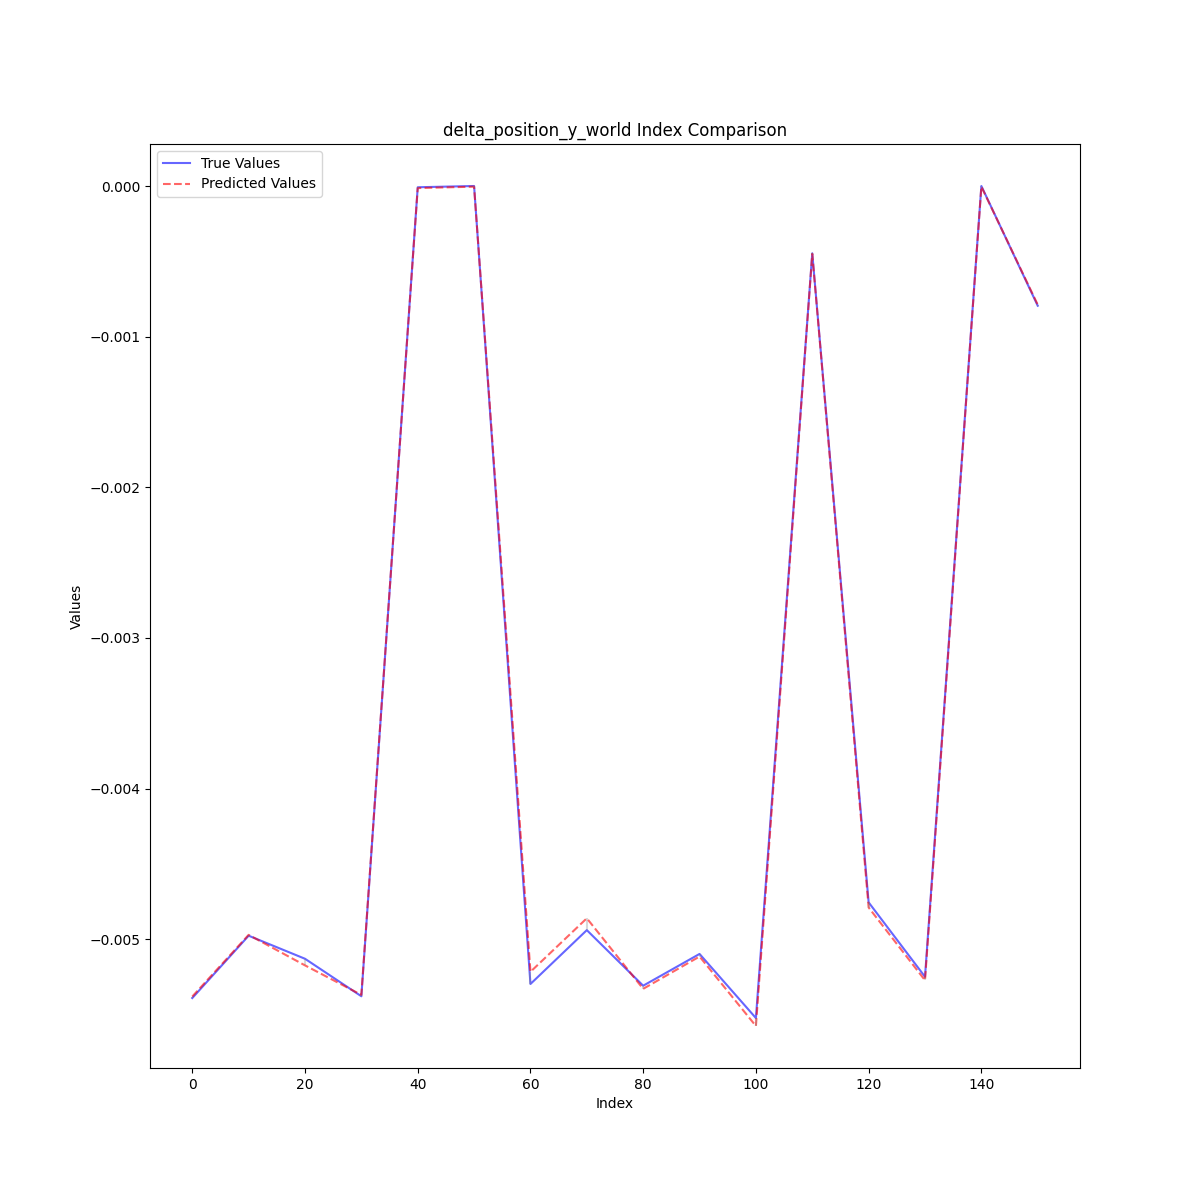 delta_position_y_world Index Comparison
True Values
Predicted Values
0.000
−0.001
−0.002
−0.003
−0.004
−0.005
Values
0 20 40 60 80 100 120 140
Index